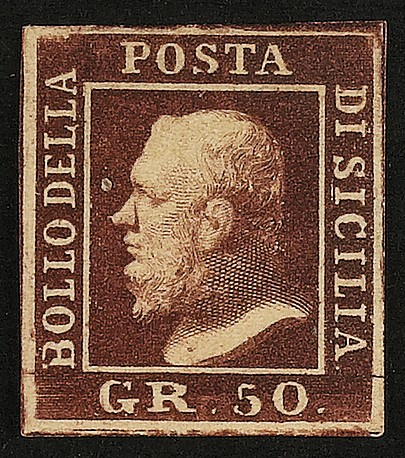 BOLLO DELLA
POSTA
DI SICILIA
GR. 50.